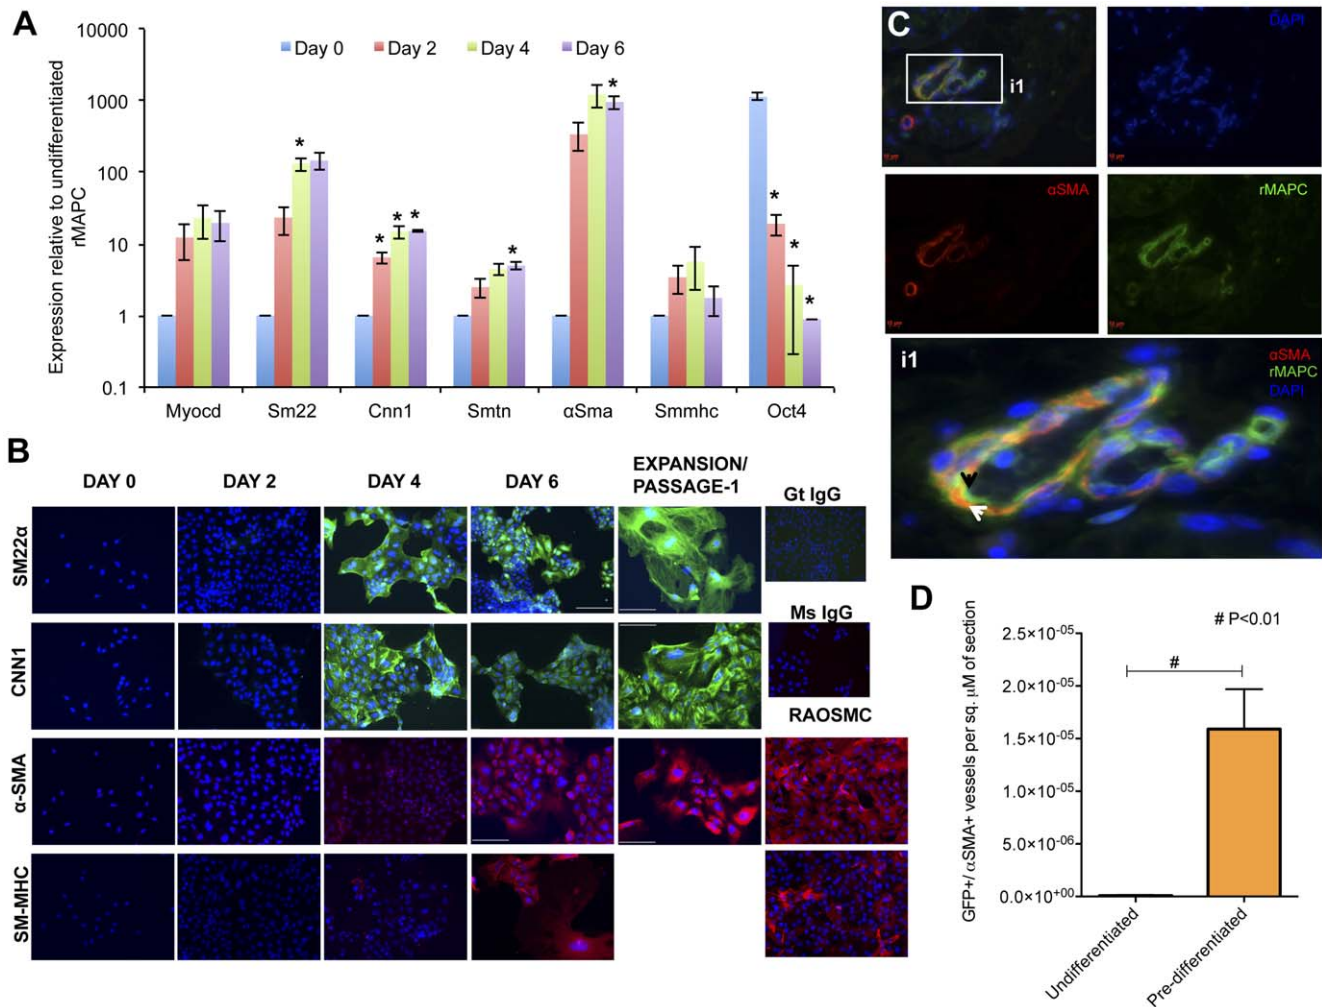 A
Expression relative to undifferentiated
rMAPC
10000
1000
100
10
1
0.1
Day 0 Day 2 Day 4 Day 6
* * * * * * * * *
Myocd Sm22 Cnn1 Smtn αSma Smmhc Oct4
B
DAY 0 DAY 2 DAY 4 DAY 6 EXPANSION/
PASSAGE-1
Gt IgG
SM22α
Ms IgG
CNN1
RAOSMC
α-SMA
SM-MHC
C
i1
DAPI
αSMA
rMAPC
i1
αSMA
rMAPC
DAPI
D
# P<0.01
#
GFP+/ αSMA+ vessels per sq. μM of section
2.5×10-05
2.0×10-05
1.5×10-05
1.0×10-05
5.0×10-06
0.0×10+00
Undifferentiated
Pre-differentiated